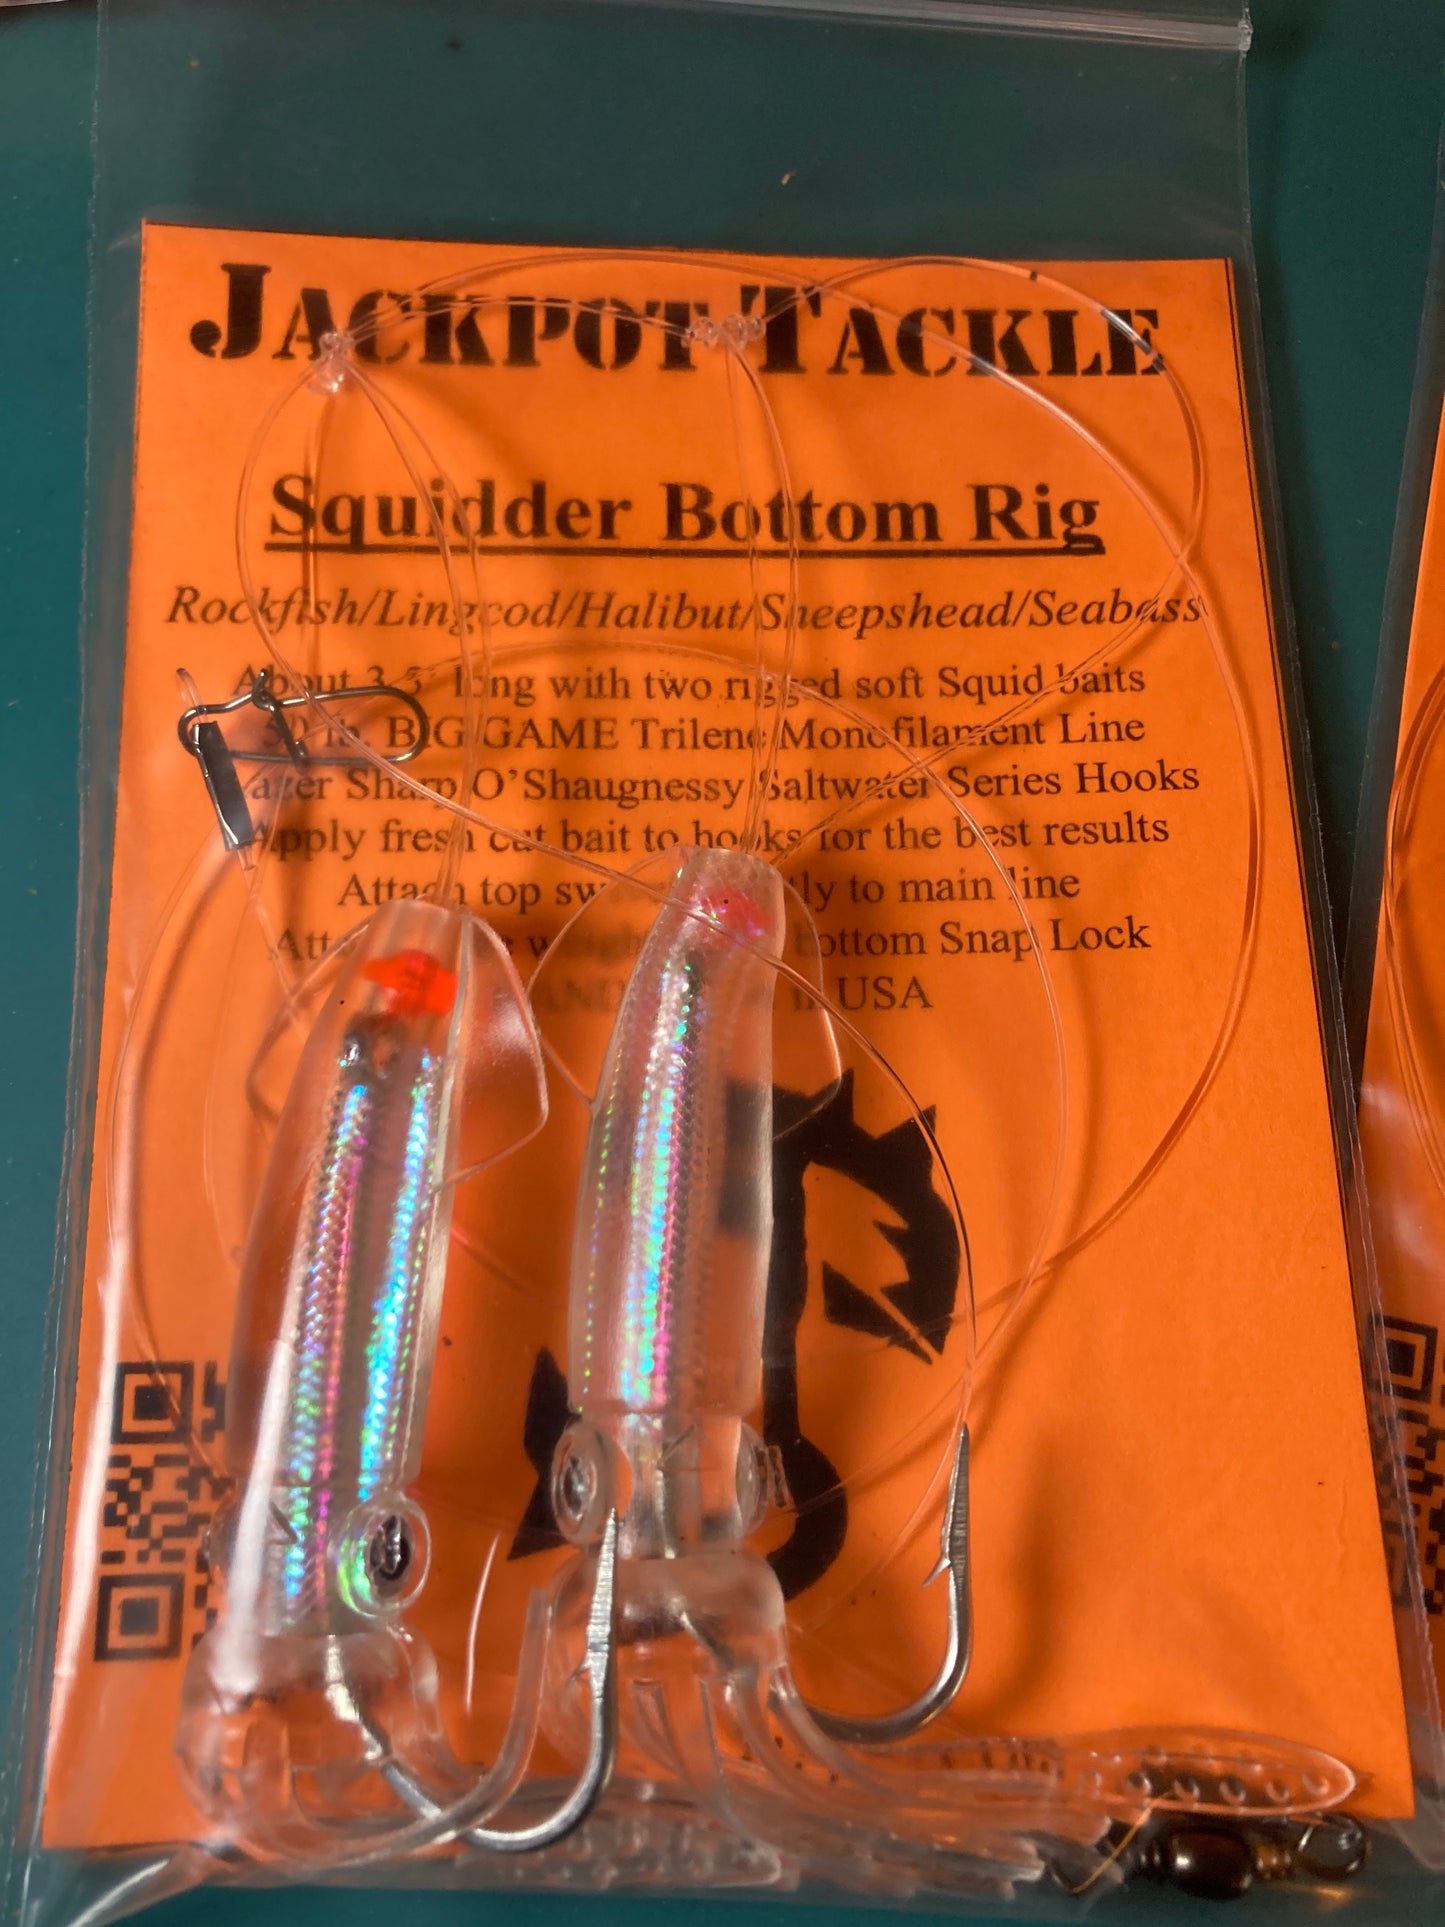 JACKPOT TACKLE
Squidder Bottom Rig
Rockfish/Lingcod/Halibut/Sheepshead/Seabass
About 3.5' long with two rigged soft Squid baits
50 lb. BIG GAME Trilene Monofilament Line
Sharp O'Shaugnessy Saltwater Series Hooks
Apply fresh cut bait to hooks for the best results
Attach top to main line
bottom Snap Lock
in USA